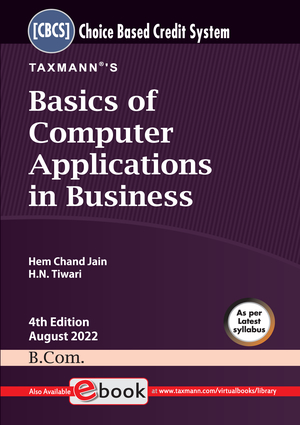 [CBCS] Choice Based Credit System
TAXMANN®'S
Basics of
Computer
Applications
in Business
Hem Chand Jain
H.N. Tiwari
As per
Latest
syllabus
4th Edition
August 2022
B.Com.
Also Available ebook at www.taxmann.com/virtualbooks/library